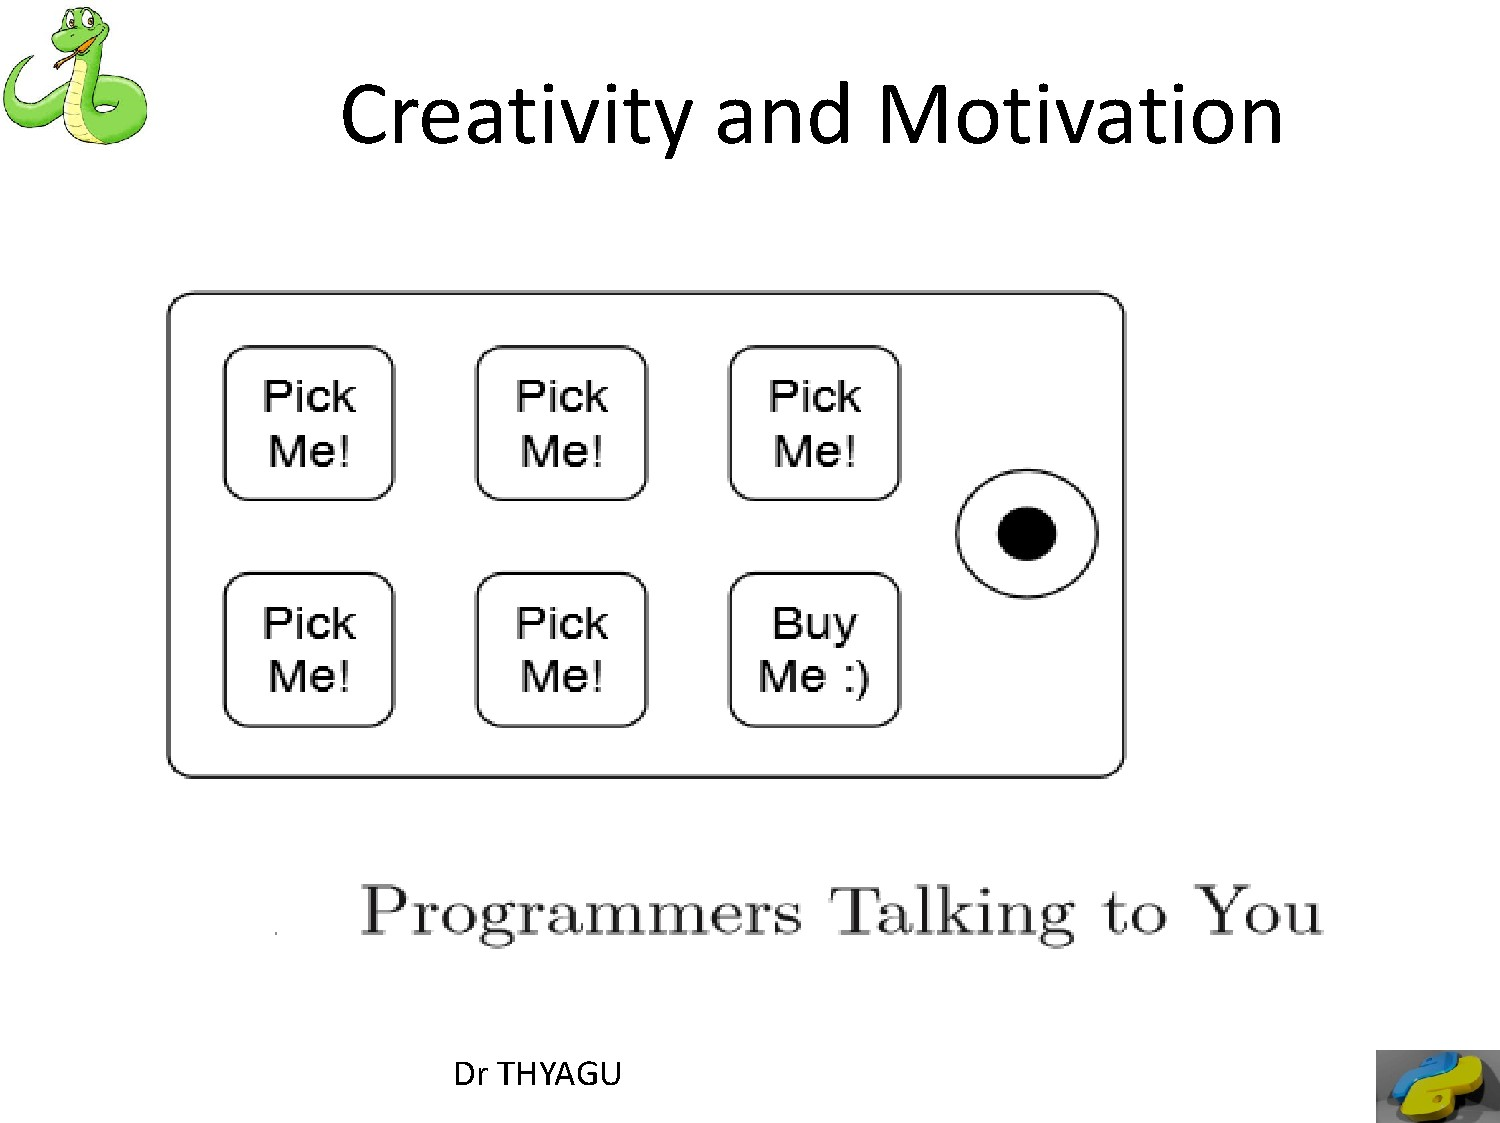 Creativity and Motivation
Pick
Me!
Pick
Me!
Pick
Me!
Pick
Me!
Pick
Me!
Buy
Me :)
Programmers Talking to You
Dr THYAGU